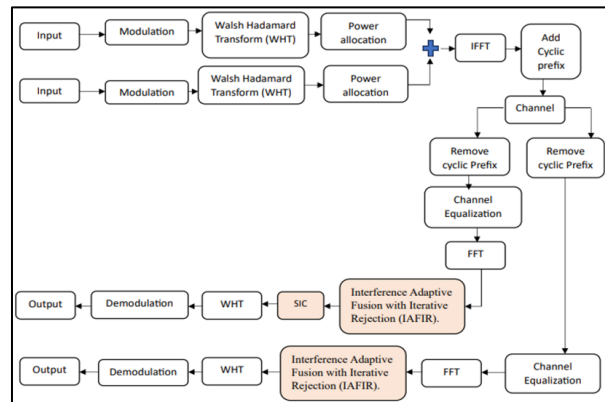 Input
Modulation
Walsh Hadamard
Transform (WHT)
Power
allocation
IFFT
Add
Cyclic
prefix
Input
Modulation
Walsh Hadamard
Transform (WHT)
Power
allocation
Channel
Remove
cyclic Prefix
Remove
cyclic Prefix
Channel
Equalization
FFT
Output
Demodulation
WHT
SIC
Interference Adaptive
Fusion with Iterative
Rejection (IAFIR).
Output
Demodulation
WHT
Interference Adaptive
Fusion with Iterative
Rejection (IAFIR).
FFT
Channel
Equalization